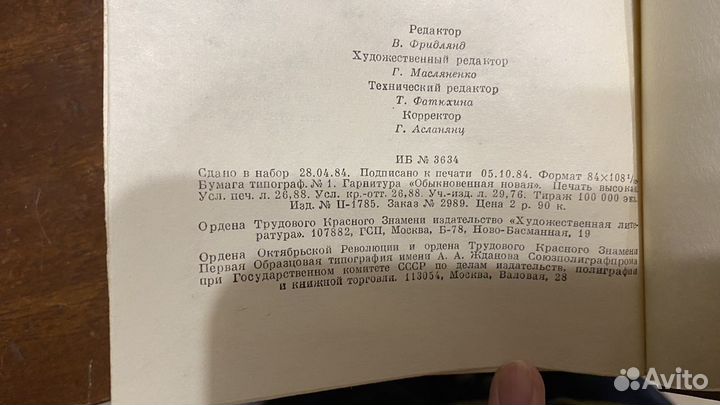 Редактор
В. Фридлянд
Художественный редактор
Г. Масляненко
Технический редактор
Т. Фатюхина
Корректор
Г. Асланянц
ИБ № 3634
Сдано в набор 28.04.84. Подписано к печати 05.10.84. Формат 84×108¹/
Бумага типограф. № 1. Гарнитура «Обыкновенная новая». Печать высокая.
Усл. печ. л. 26,88. Усл. кр.-отт. 26,88. Уч.-изд. л. 29,76. Тираж 100 000 экз.
Изд. № II-1785. Заказ № 2989. Цена 2 р. 90 к.
Ордена Трудового Красного Знамени издательство «Художественная лите-
ратура». 107882, ГСП, Москва, Б-78, Ново-Басманная, 19
Ордена Октябрьской Революции и ордена Трудового Красного Знамени
Первая Образцовая типография имени А. А. Жданова Союзполиграфпрома
при Государственном комитете СССР по делам издательств, полиграфии
и книжной торговли. 113054, Москва, Валовая, 28
Avito